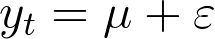 y_t = μ + ε